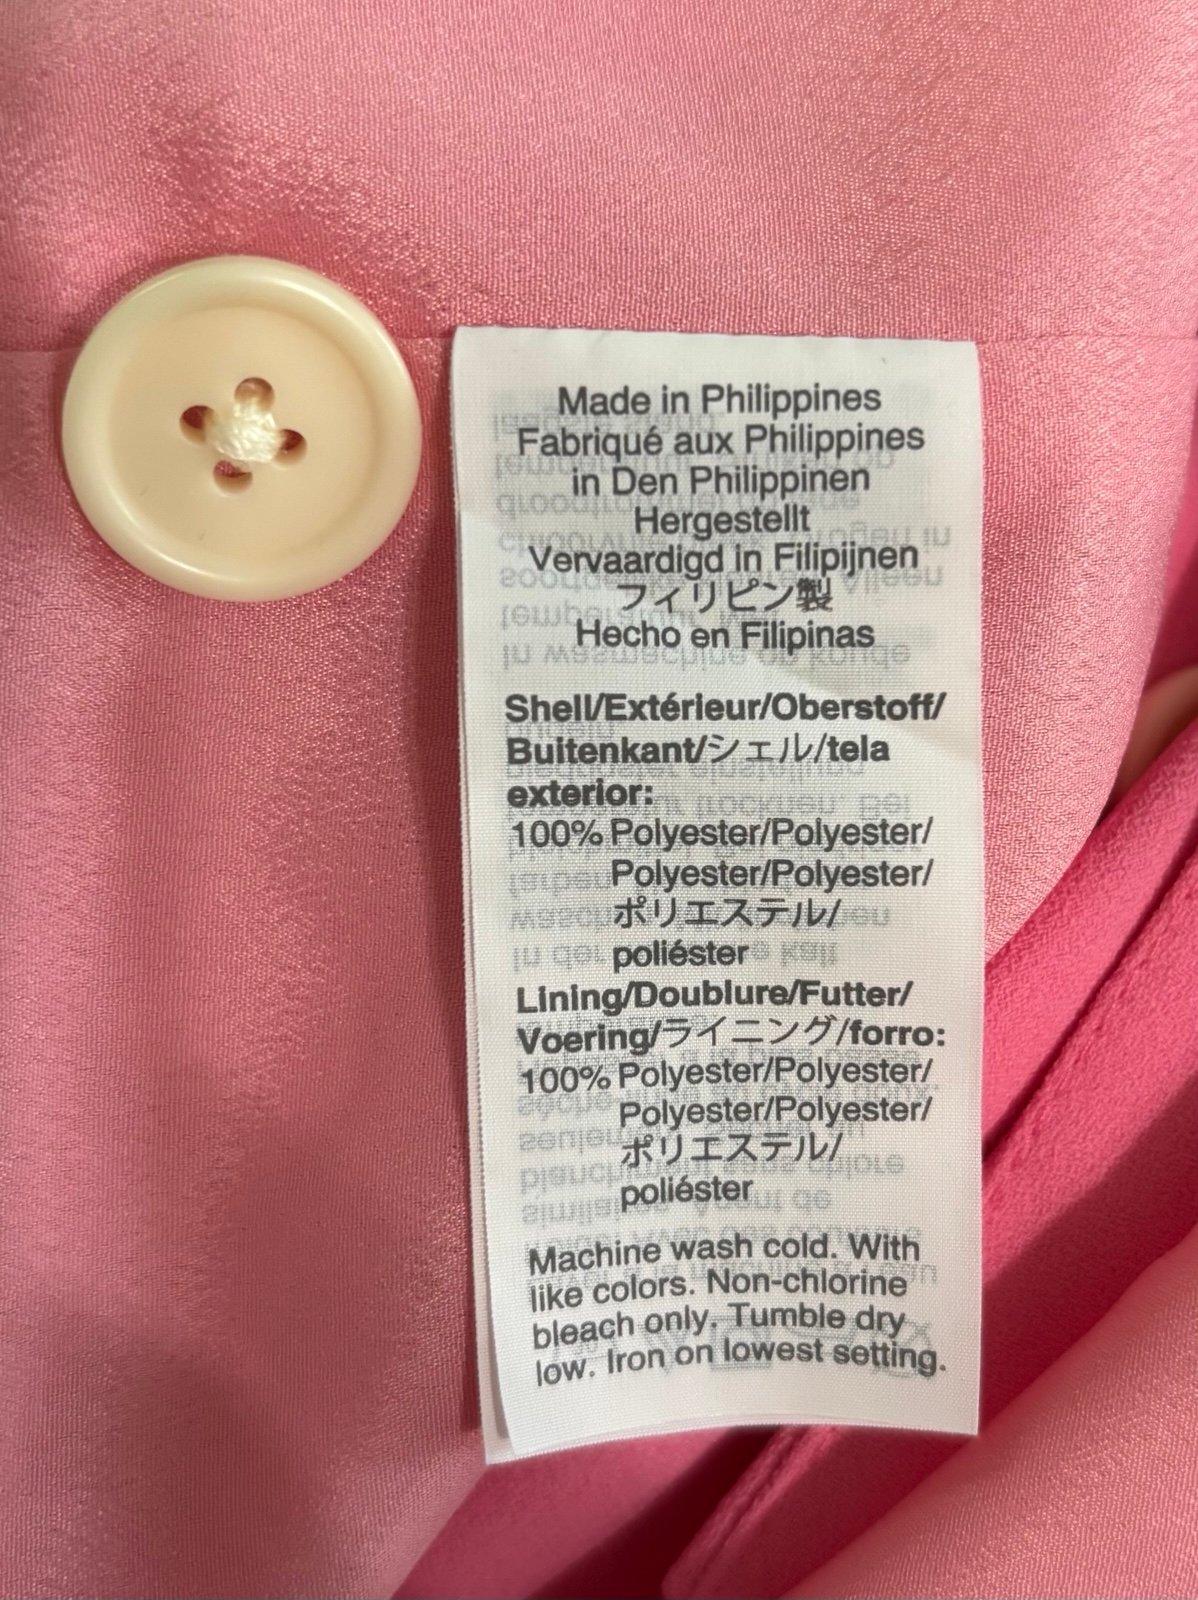 Made in Philippines
Fabriqué aux Philippines
in Den Philippinen
Hergestellt
Vervaardigd in Filipijnen
フィリピン製
Hecho en Filipinas
Shell/Extérieur/Oberstoff/
Buitenkant/シェル/tela
exterior:
100% Polyester/Polyester/
Polyester/Polyester/
ポリエステル/
poliéster
Lining/Doublure/Futter/
Voering/ライニング/forro:
100% Polyester/Polyester/
Polyester/Polyester/
ポリエステル/
poliéster
Machine wash cold. With
like colors. Non-chlorine
bleach only. Tumble dry
low. Iron on lowest setting.